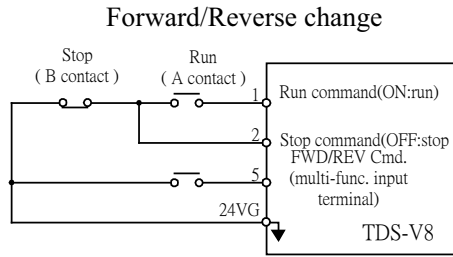 Forward/Reverse change
Stop
( B contact )
Run
( A contact )
1
Run command(ON:run)
2
Stop command(OFF:stop
FWD/REV Cmd.
5
(multi-func. input
terminal)
24VG
TDS-V8